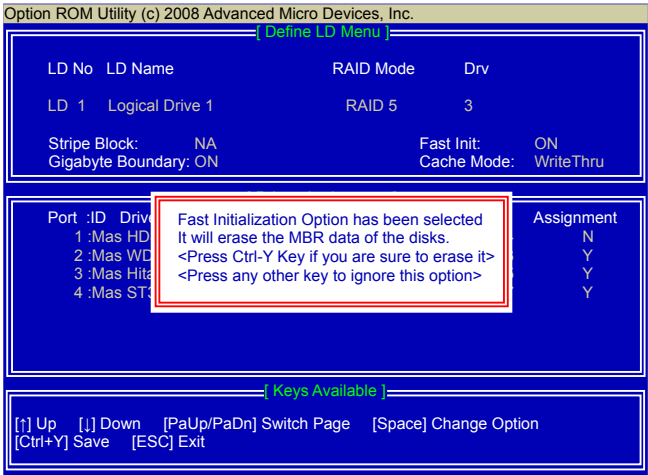 Option ROM Utility (c) 2008 Advanced Micro Devices, Inc.
[ Define LD Menu ]
LD No LD Name RAID Mode Drv
LD 1 Logical Drive 1 RAID 5 3
Stripe Block: NA Fast Init: ON
Gigabyte Boundary: ON Cache Mode: WriteThru
Port :ID Assignment
1 :Mas N
2 :Mas Y
3 :Mas Y
4 :Mas Y
Fast Initialization Option has been selected
It will erase the MBR data of the disks.
<Press Ctrl-Y Key if you are sure to erase it>
<Press any other key to ignore this option>
[ Keys Available ]
[↑] Up [↓] Down [PaUp/PaDn] Switch Page [Space] Change Option
[Ctrl+Y] Save [ESC] Exit